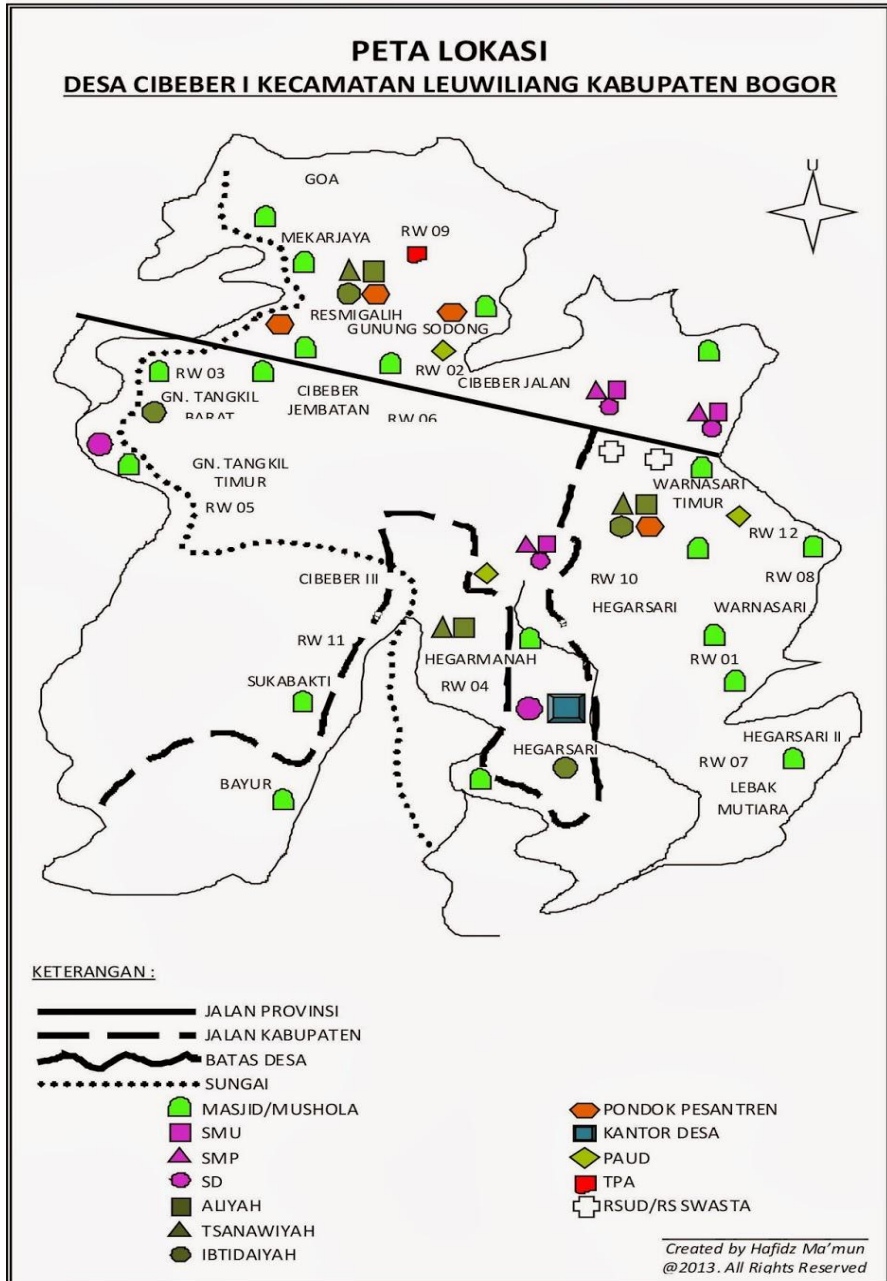 PETA LOKASI
DESA CIBEBER I KECAMATAN LEUWILIANG KABUPATEN BOGOR
U
GOA
MEKARJAYA
RW 09
RESMIGALIH
GUNUNG SODONG
RW 03
RW 02
CIBEBER JALAN
GN. TANGKIL
BARAT
CIBEBER
JEMBATAN
RW 06
GN. TANGKIL
TIMUR
RW 05
WARNASARI
TIMUR
RW 12
RW 08
CIBEBER III
RW 10
HEGARSARI
WARNASARI
RW 11
HEGARMANAH
RW 01
SUKABAKTI
RW 04
HEGARSARI
HEGARSARI II
RW 07
BAYUR
LEBAK
MUTIARA
KETERANGAN :
JALAN PROVINSI
JALAN KABUPATEN
BATAS DESA
SUNGAI
MASJID/MUSHOLA
SMU
SMP
SD
ALIYAH
TSANAWIYAH
IBTIDAIYAH
PONDOK PESANTREN
KANTOR DESA
PAUD
TPA
RSUD/RS SWASTA
Created by Hafidz Ma'mun
@2013. All Rights Reserved